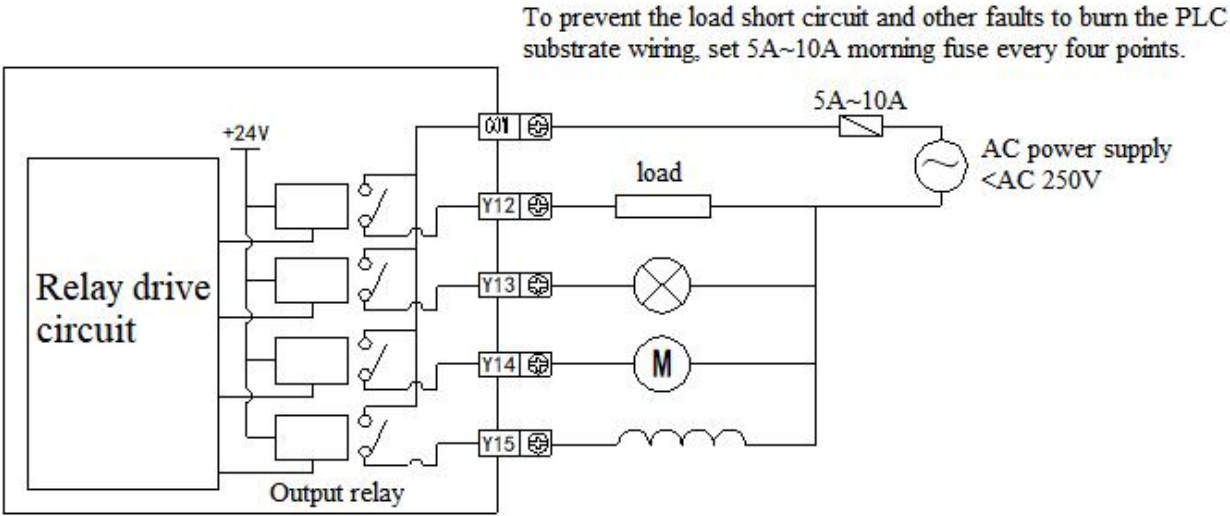 To prevent the load short circuit and other faults to burn the PLC
substrate wiring, set 5A~10A morning fuse every four points.
5A~10A
+24V
AC power supply
<AC 250V
load
Y12
Relay drive
circuit
Y13
M
Y14
Y15
Output relay